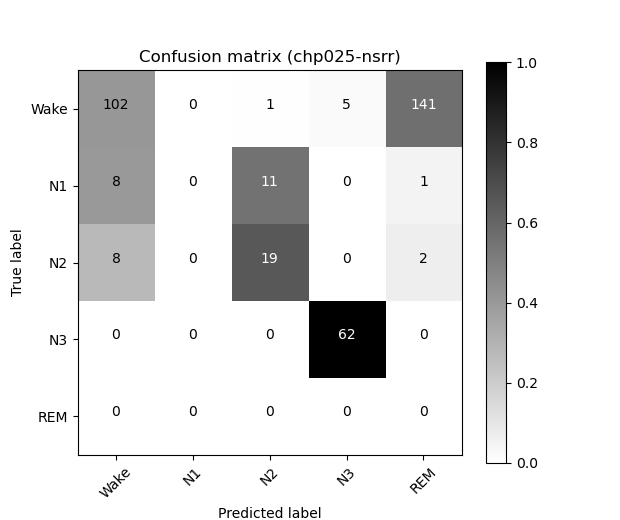 Confusion matrix (chp025-nsrr)
True label
Wake 102 0 1 5 141
N1 8 0 11 0 1
N2 8 0 19 0 2
N3 0 0 0 62 0
REM 0 0 0 0 0
Wake N1 N2 N3 REM
Predicted label
1.0
0.8
0.6
0.4
0.2
0.0